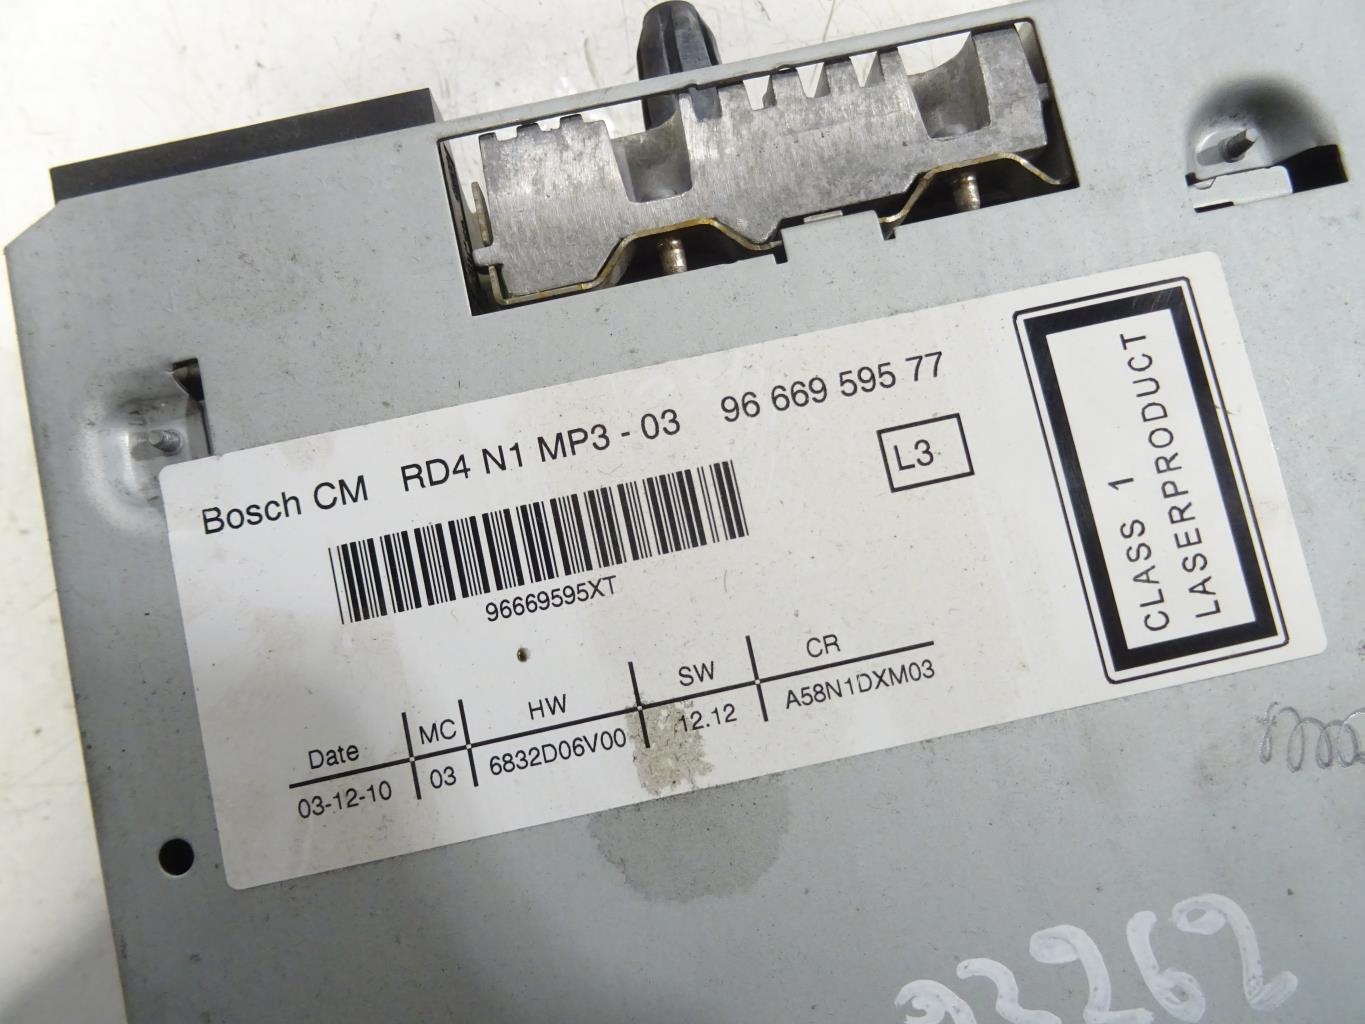 Bosch CM RD4 N1 MP3 - 03 96 669 595 77
L3
96669595XT
Date MC HW SW CR
03-12-10 03 6832D06V00 12.12 A58N1DXM03
CLASS 1
LASERPRODUCT